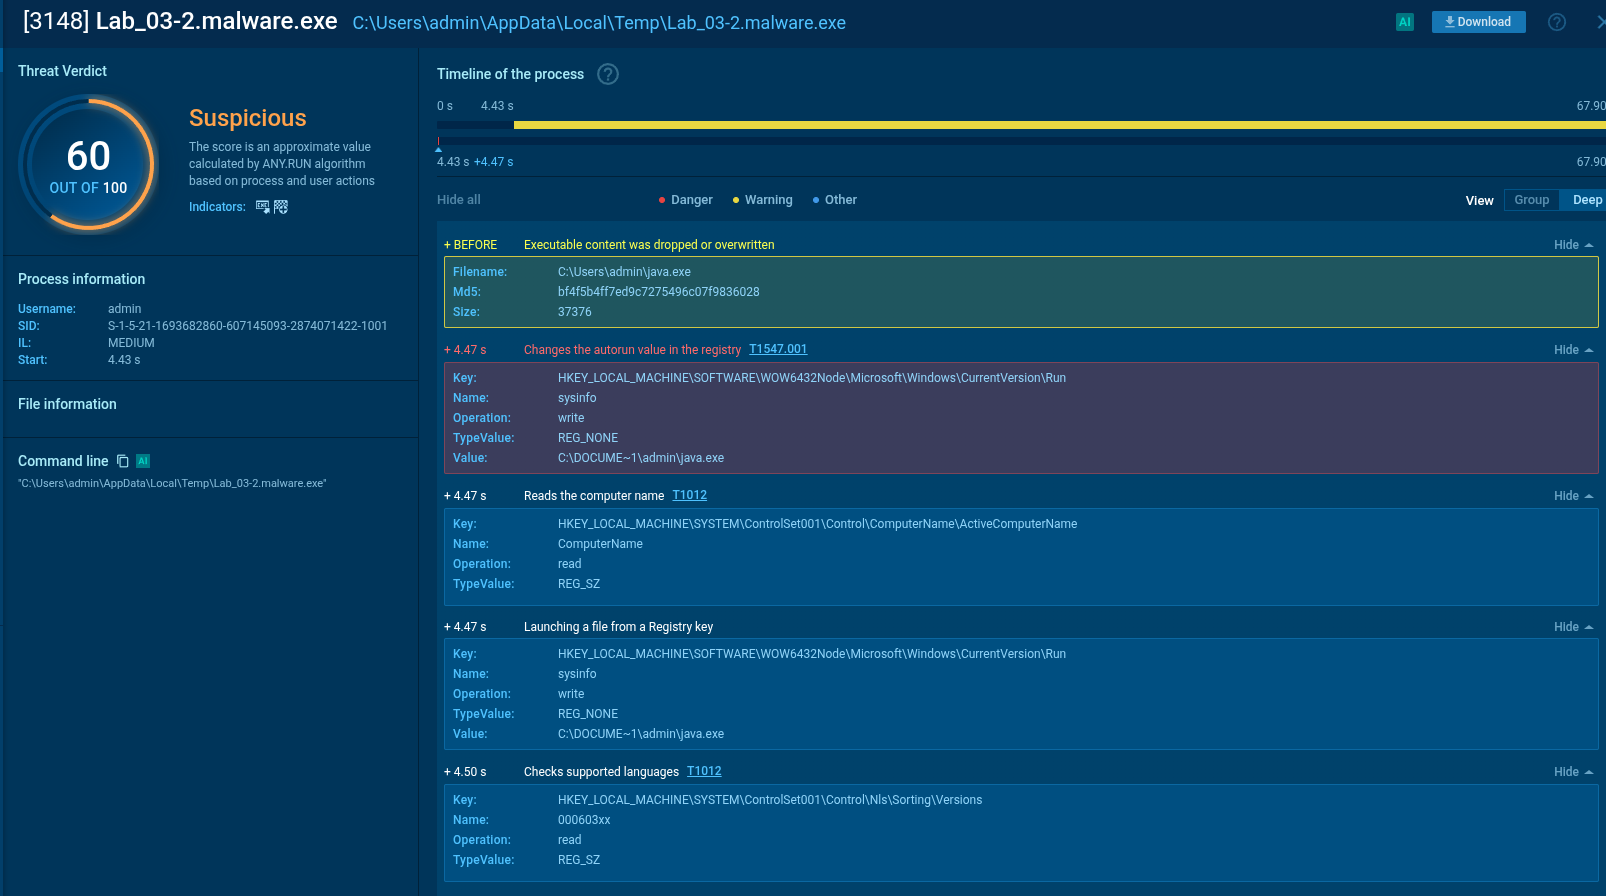 [3148] Lab_03-2.malware.exe C:\Users\admin\AppData\Local\Temp\Lab_03-2.malware.exe AI Download ?
Threat Verdict
60
OUT OF 100
Suspicious
The score is an approximate value
calculated by ANY.RUN algorithm
based on process and user actions
Indicators:
Process information
Username: admin
SID: S-1-5-21-1693682860-607145093-2874071422-1001
IL: MEDIUM
Start: 4.43 s
File information
Command line AI
"C:\Users\admin\AppData\Local\Temp\Lab_03-2.malware.exe"
Timeline of the process ?
0 s 4.43 s 67.90
4.43 s +4.47 s 67.90
Hide all Danger Warning Other View Group Deep
+ BEFORE Executable content was dropped or overwritten Hide
Filename: C:\Users\admin\java.exe
Md5: bf4f5b4ff7ed9c7275496c07f9836028
Size: 37376
+ 4.47 s Changes the autorun value in the registry T1547.001 Hide
Key: HKEY_LOCAL_MACHINE\SOFTWARE\WOW6432Node\Microsoft\Windows\CurrentVersion\Run
Name: sysinfo
Operation: write
TypeValue: REG_NONE
Value: C:\DOCUME~1\admin\java.exe
+ 4.47 s Reads the computer name T1012 Hide
Key: HKEY_LOCAL_MACHINE\SYSTEM\ControlSet001\Control\ComputerName\ActiveComputerName
Name: ComputerName
Operation: read
TypeValue: REG_SZ
+ 4.47 s Launching a file from a Registry key Hide
Key: HKEY_LOCAL_MACHINE\SOFTWARE\WOW6432Node\Microsoft\Windows\CurrentVersion\Run
Name: sysinfo
Operation: write
TypeValue: REG_NONE
Value: C:\DOCUME~1\admin\java.exe
+ 4.50 s Checks supported languages T1012 Hide
Key: HKEY_LOCAL_MACHINE\SYSTEM\ControlSet001\Control\Nls\Sorting\Versions
Name: 000603xx
Operation: read
TypeValue: REG_SZ